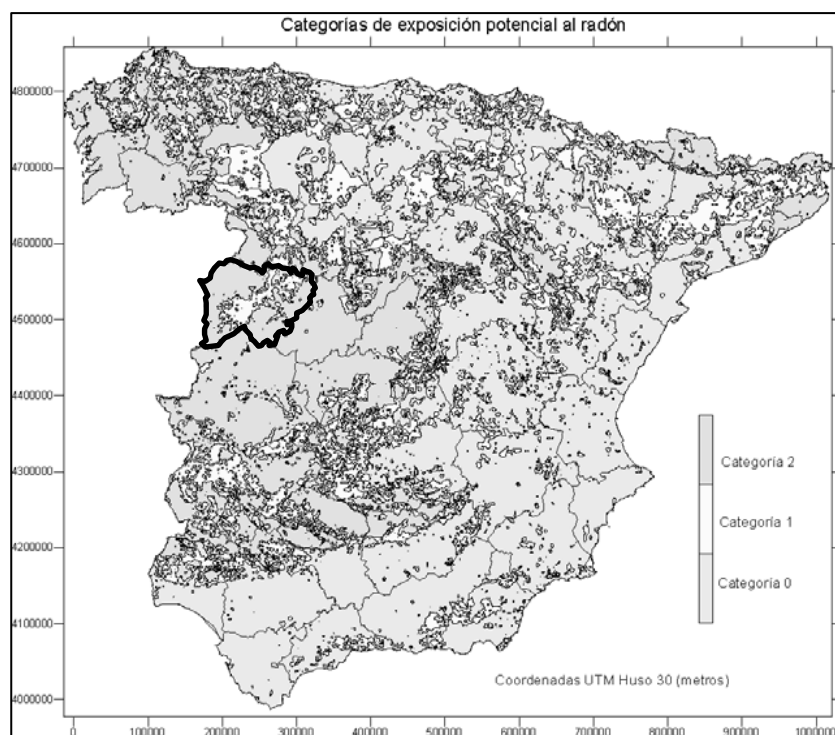 Categorías de exposición potencial al radón
4800000
4700000
4600000
4500000
4400000
4300000
4200000
4100000
4000000
Categoría 2
Categoría 1
Categoría 0
Coordenadas UTM Huso 30 (metros)
0 100000 200000 300000 400000 500000 600000 700000 800000 900000 1000000